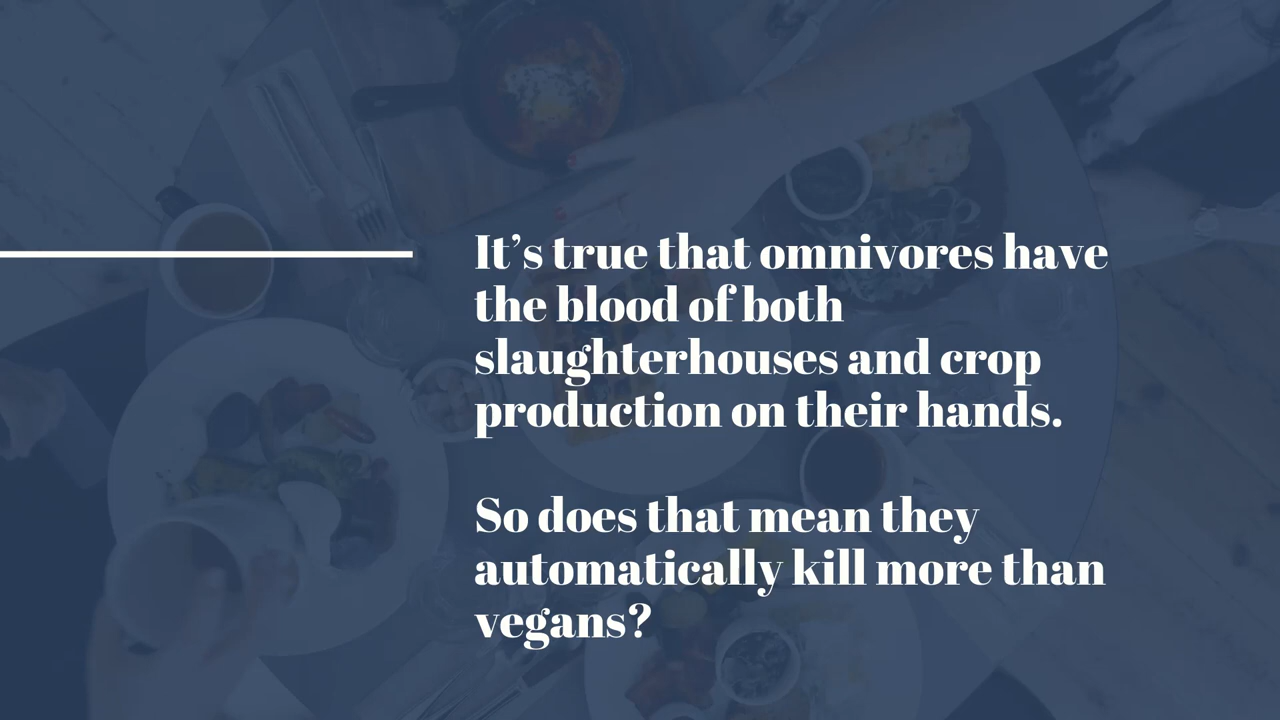 It’s true that omnivores have
the blood of both
slaughterhouses and crop
production on their hands.
So does that mean they
automatically kill more than
vegans?